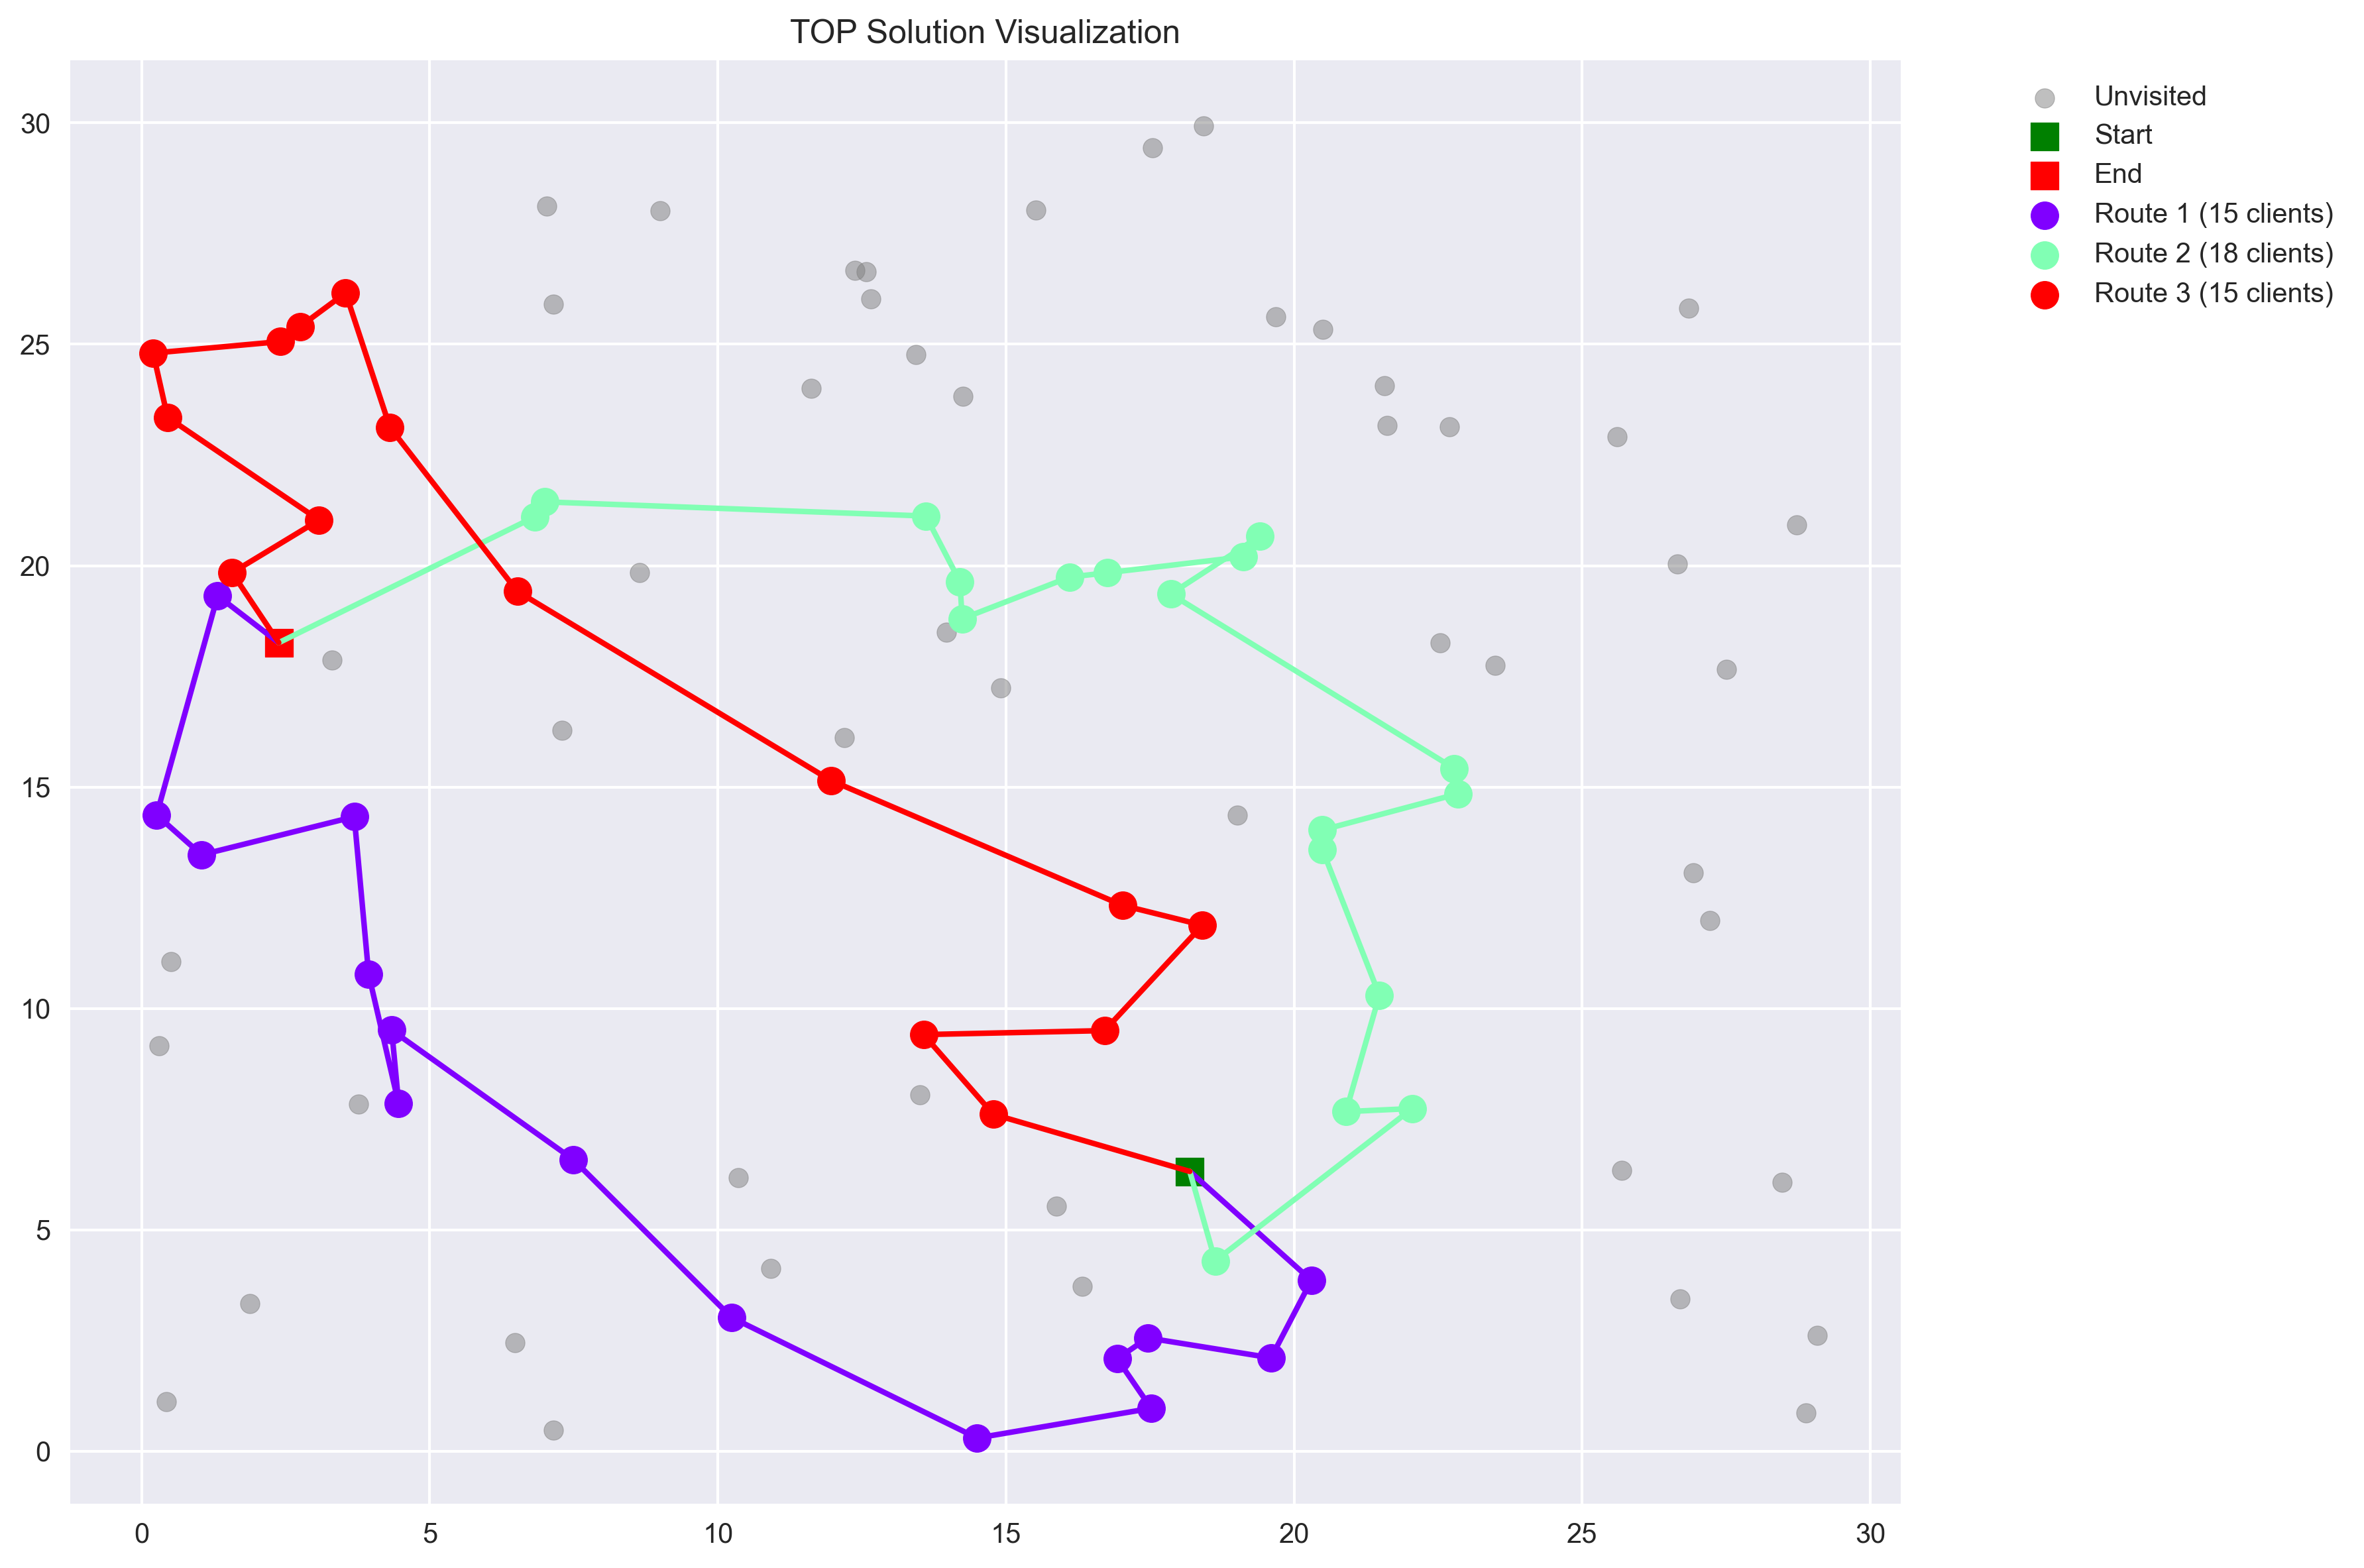 TOP Solution Visualization
30
25
20
15
10
5
0
0 5 10 15 20 25 30
Unvisited
Start
End
Route 1 (15 clients)
Route 2 (18 clients)
Route 3 (15 clients)